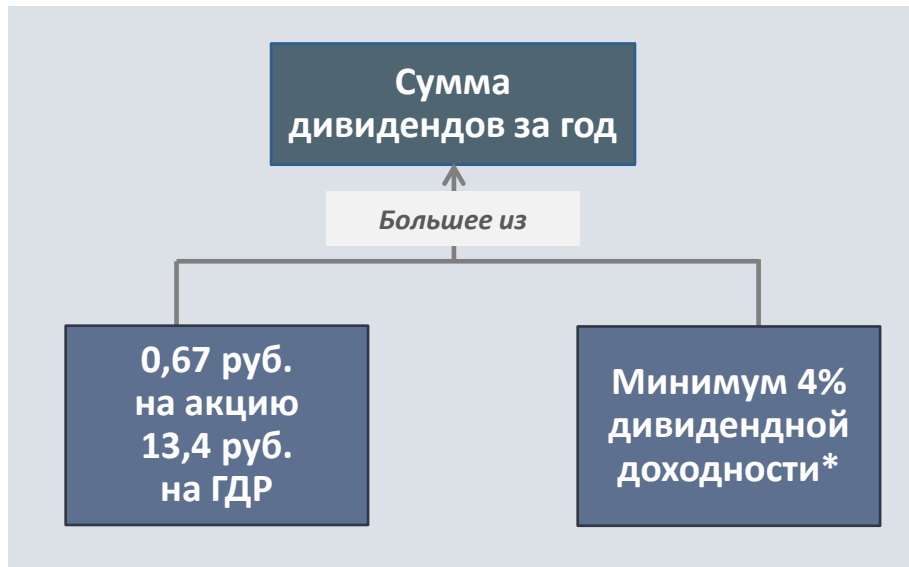 Сумма
дивидендов за год
Большее из
0,67 руб.
на акцию
13,4 руб.
на ГДР
Минимум 4%
дивидендной
доходности*